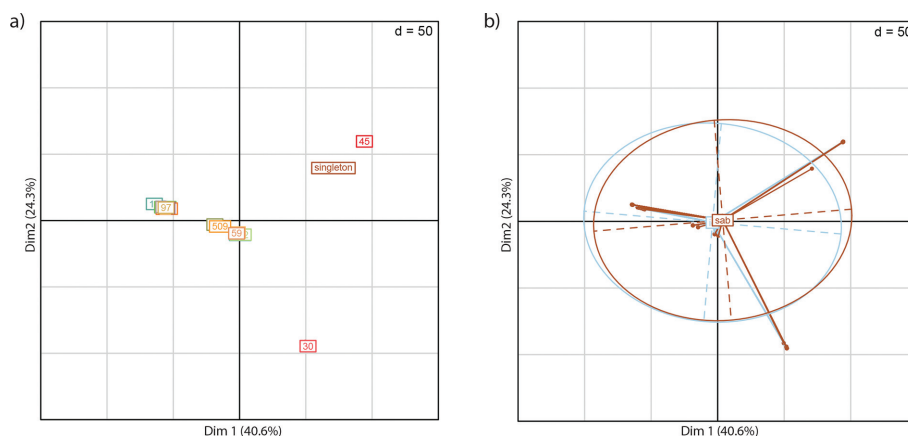 a)
d = 50
45
singleton
97
509
59
30
Dim2 (24.3%)
Dim 1 (40.6%)
b)
d = 50
sab
Dim2 (24.3%)
Dim 1 (40.6%)